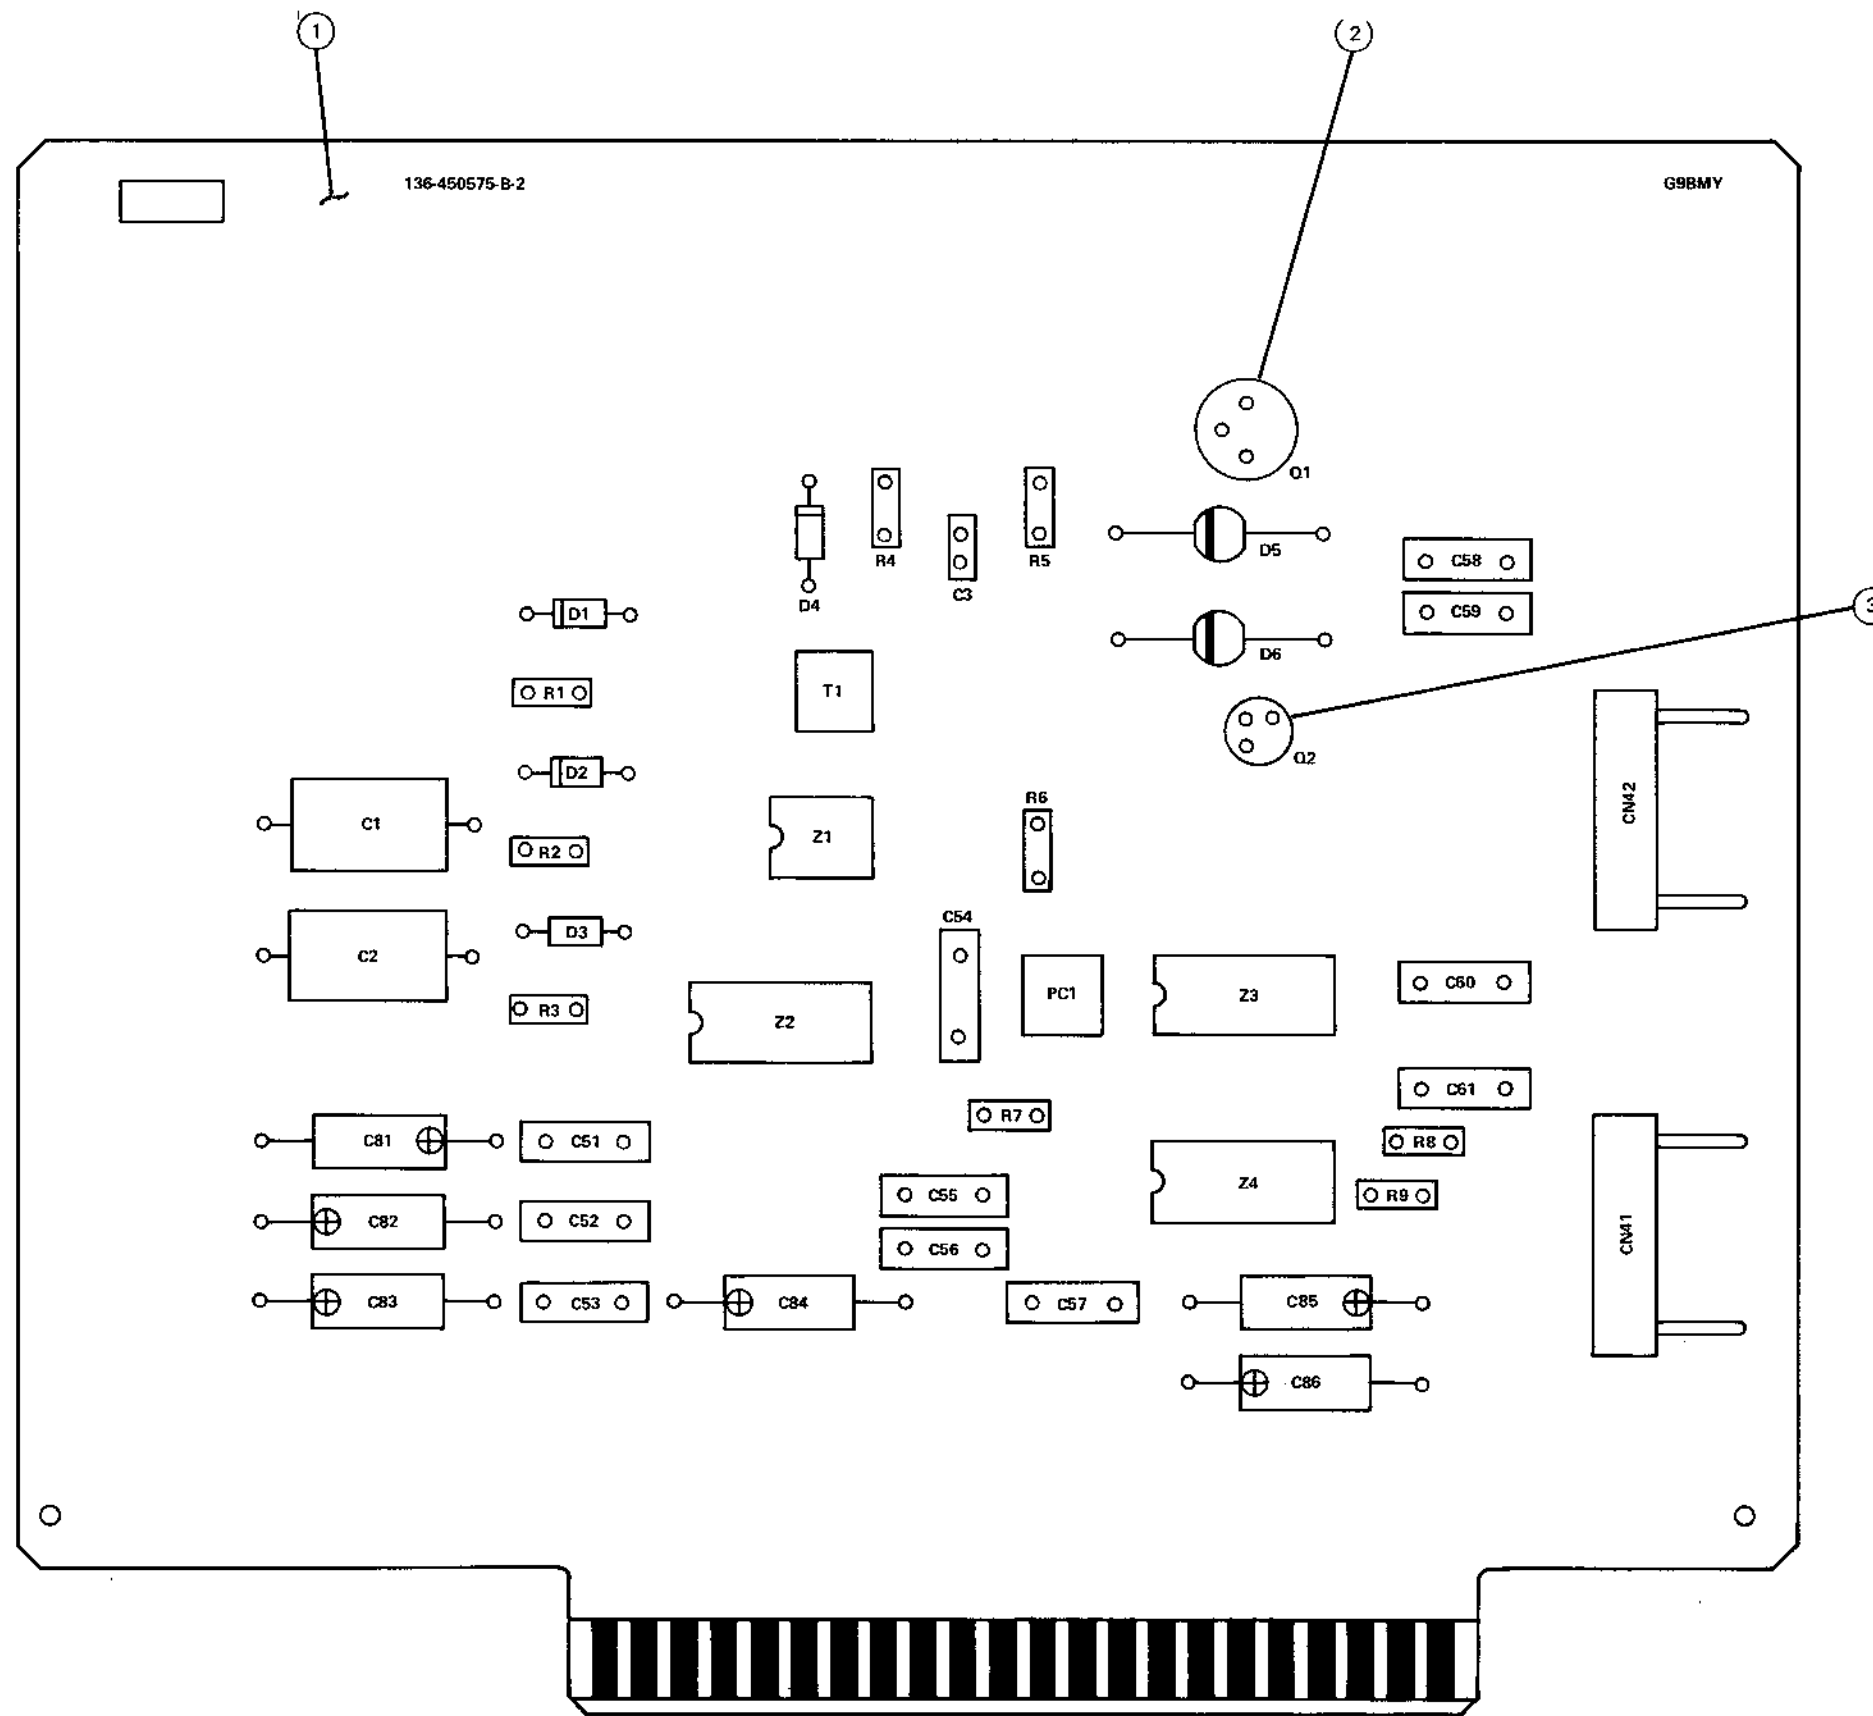 1
2
136-450575-B-2
G9BMY
Q1
R4
R5
D5
C58
C3
D4
D1
C59
3
D6
R1
T1
Q2
D2
R6
CN42
C1
Z1
R2
C54
D3
C2
C60
PC1
Z3
R3
Z2
C61
R7
C81
C51
R8
Z4
C55
R9
C82
C52
CN41
C56
C83
C53
C84
C57
C85
C86